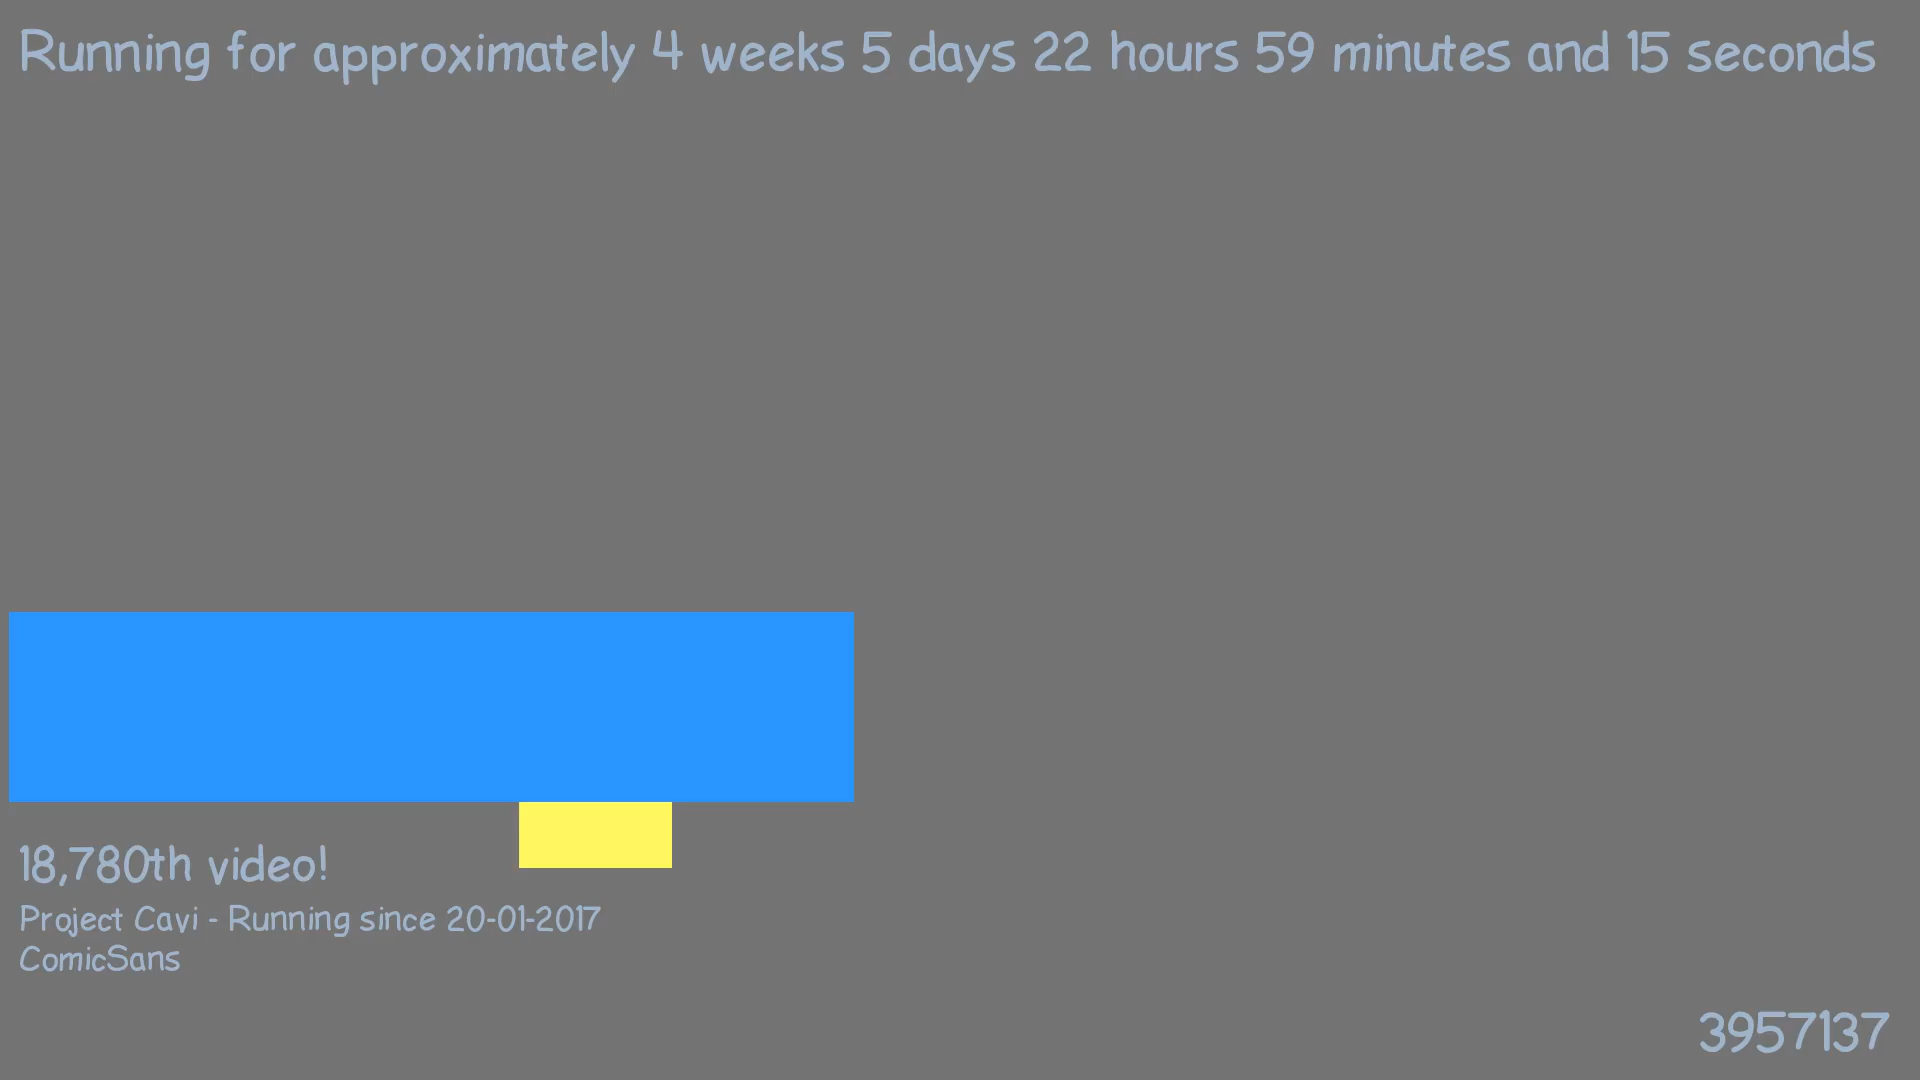 Running for approximately 4 weeks 5 days 22 hours 59 minutes and 15 seconds
18,780th video!
Project Cavi - Running since 20-01-2017
ComicSans
3957137